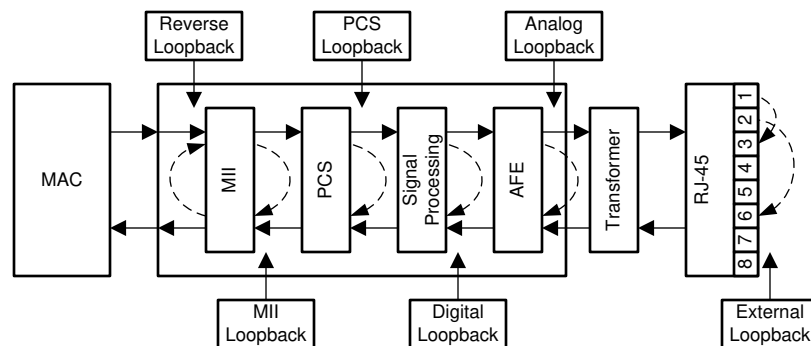 Reverse
Loopback
PCS
Loopback
Analog
Loopback
MAC
MII
PCS
Signal
Processing
AFE
Transformer
RJ-45
1
2
3
4
5
6
7
8
MII
Loopback
Digital
Loopback
External
Loopback